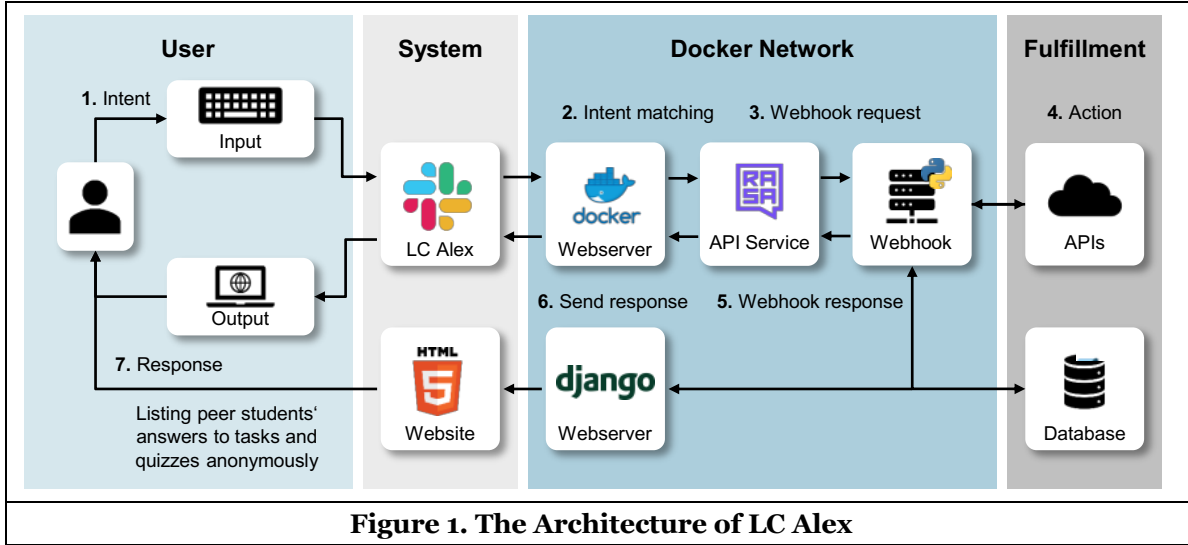 User
System
Docker Network
Fulfillment
1. Intent
2. Intent matching
3. Webhook request
4. Action
Input
LC Alex
docker
Webserver
RASA
API Service
Webhook
APIs
Output
6. Send response
5. Webhook response
7. Response
HTML
5
Website
django
Webserver
Database
Listing peer students‘
answers to tasks and
quizzes anonymously
Figure 1. The Architecture of LC Alex